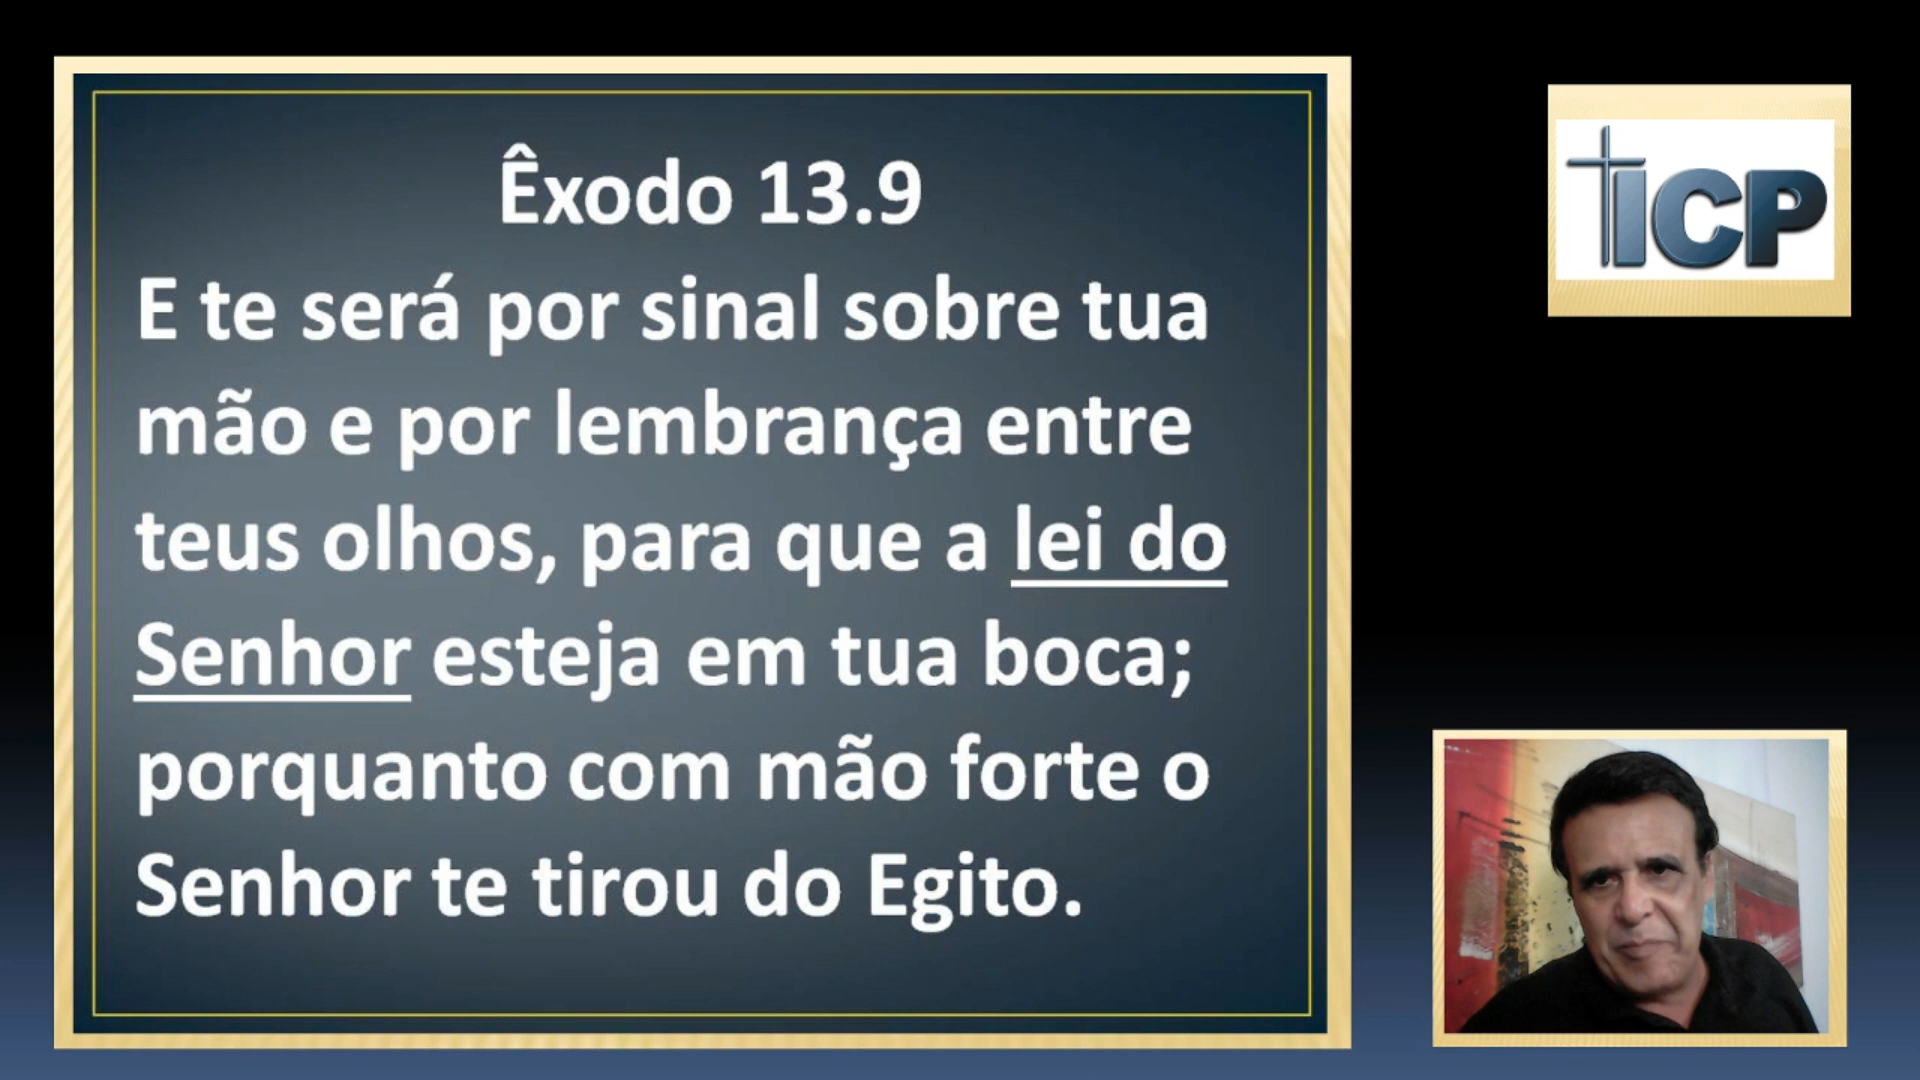 Êxodo 13.9
E te será por sinal sobre tua
mão e por lembrança entre
teus olhos, para que a lei do
Senhor esteja em tua boca;
porquanto com mão forte o
Senhor te tirou do Egito.
ICP